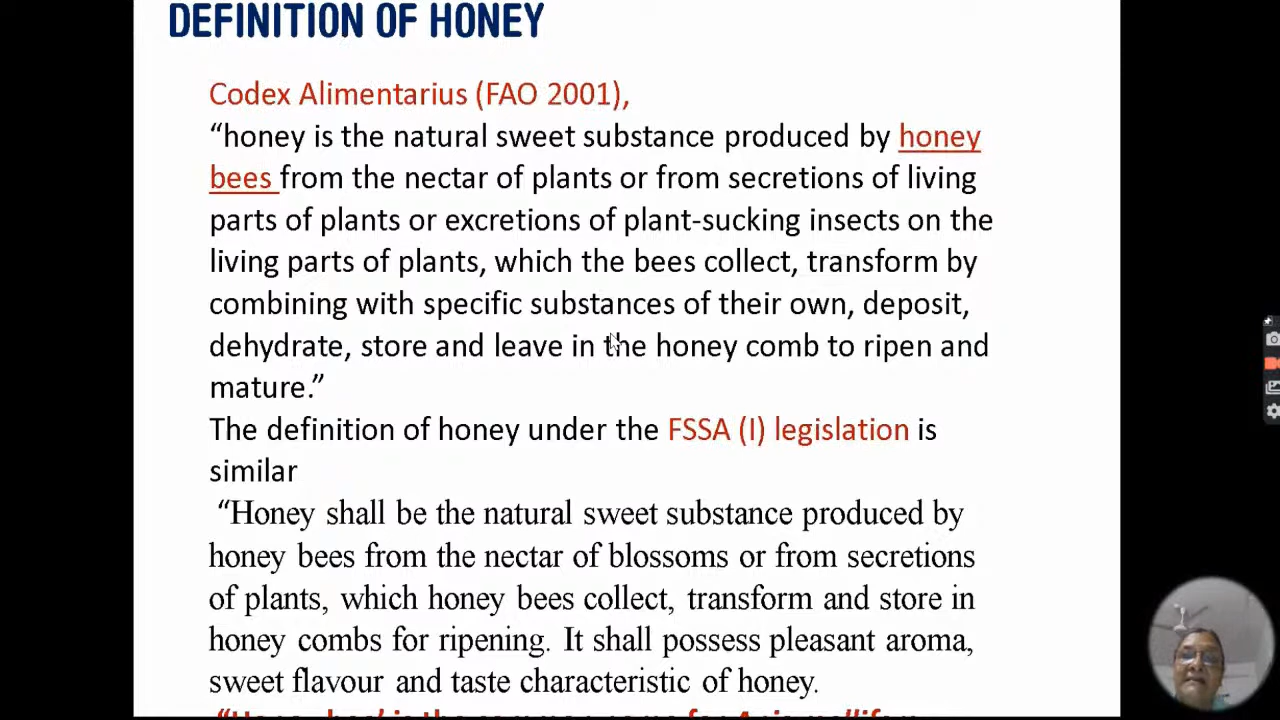 DEFINITION OF HONEY
Codex Alimentarius (FAO 2001),
“honey is the natural sweet substance produced by honey
bees from the nectar of plants or from secretions of living
parts of plants or excretions of plant-sucking insects on the
living parts of plants, which the bees collect, transform by
combining with specific substances of their own, deposit,
dehydrate, store and leave in the honey comb to ripen and
mature.”
The definition of honey under the FSSA (I) legislation is
similar
“Honey shall be the natural sweet substance produced by
honey bees from the nectar of blossoms or from secretions
of plants, which honey bees collect, transform and store in
honey combs for ripening. It shall possess pleasant aroma,
sweet flavour and taste characteristic of honey.